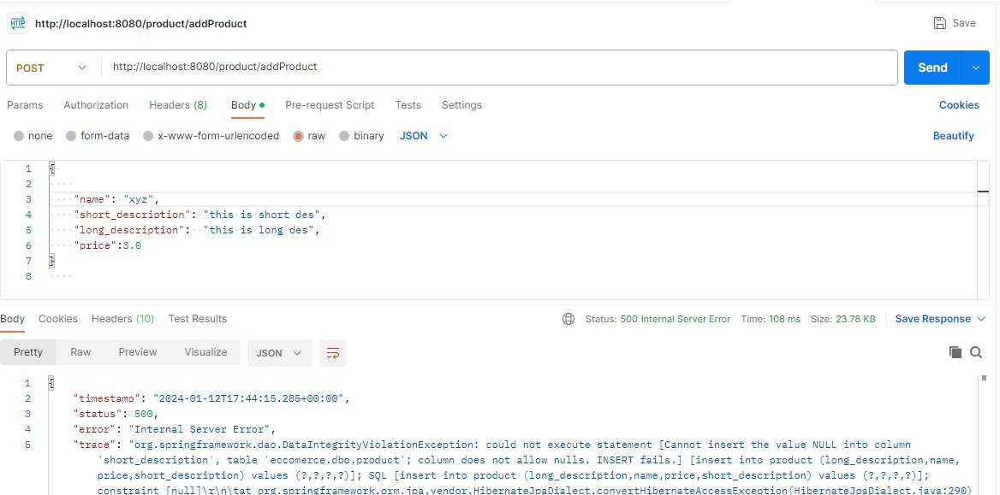 HTTP http://localhost:8080/product/addProduct Save
POST http://localhost:8080/product/addProduct Send
Params Authorization Headers (8) Body Pre-request Script Tests Settings Cookies
none form-data x-www-form-urlencoded raw binary JSON Beautify
1 {
2
3 "name": "xyz",
4 "short_description": "this is short des",
5 "long_description": "this is long des",
6 "price":3.0
7 }
8
Body Cookies Headers (10) Test Results Status: 500 Internal Server Error Time: 108 ms Size: 23.78 KB Save Response
Pretty Raw Preview Visualize JSON
1 {
2 "timestamp": "2024-01-12T17:44:15.285+00:00",
3 "status": 500,
4 "error": "Internal Server Error",
5 "trace": "org.springframework.dao.DataIntegrityViolationException: could not execute statement [Cannot insert the value NULL into column
'short_description', table 'eccomerce.dbo.product'; column does not allow nulls. INSERT fails.] [insert into product (long_description,name,
price,short_description) values (?,?,?,?)]; SQL [insert into product (long_description,name,price,short_description) values (?,?,?,?)];
constraint [null]\r\n\tat org.springframework.orm.jpa.vendor.HibernateJpaDialect.convertHibernateAccessException(HibernateJpaDialect.java:290)